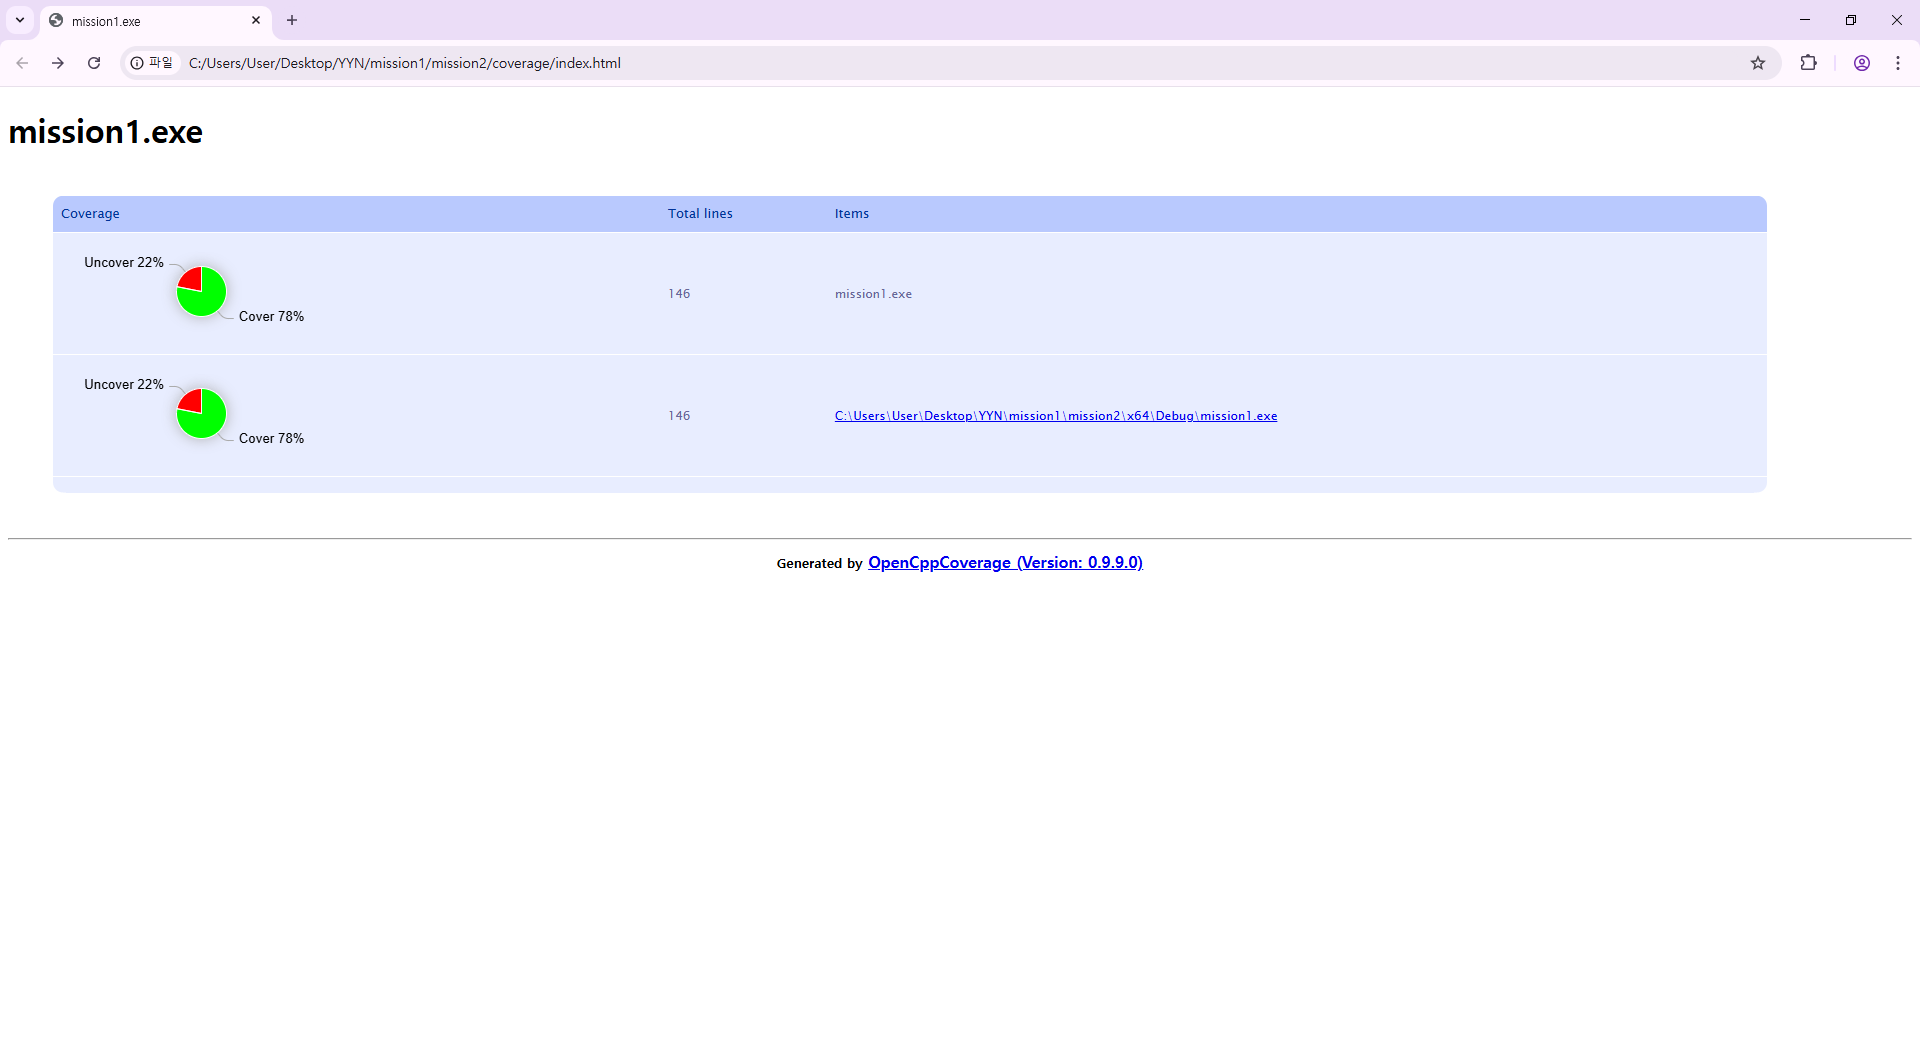 mission1.exe
파일 C:/Users/User/Desktop/YYN/mission1/mission2/coverage/index.html
mission1.exe
Coverage Total lines Items
Uncover 22%
Cover 78%
146 mission1.exe
Uncover 22%
Cover 78%
146 C:\Users\User\Desktop\YYN\mission1\mission2\x64\Debug\mission1.exe
Generated by OpenCppCoverage (Version: 0.9.9.0)